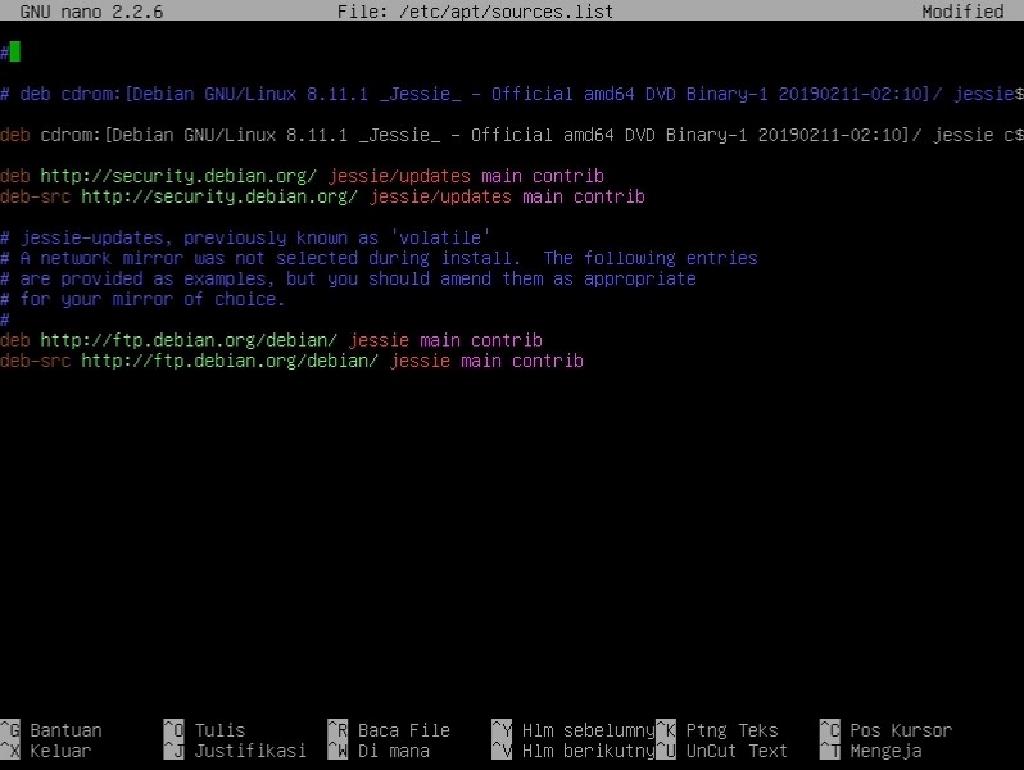 GNU nano 2.2.6 File: /etc/apt/sources.list Modified
#
# deb cdrom:[Debian GNU/Linux 8.11.1 _Jessie_ - Official amd64 DVD Binary-1 20190211-02:10]/ jessie$
deb cdrom:[Debian GNU/Linux 8.11.1 _Jessie_ - Official amd64 DVD Binary-1 20190211-02:10]/ jessie c$
deb http://security.debian.org/ jessie/updates main contrib
deb-src http://security.debian.org/ jessie/updates main contrib
# jessie-updates, previously known as 'volatile'
# A network mirror was not selected during install.  The following entries
# are provided as examples, but you should amend them as appropriate
# for your mirror of choice.
#
deb http://ftp.debian.org/debian/ jessie main contrib
deb-src http://ftp.debian.org/debian/ jessie main contrib
^G Bantuan ^O Tulis ^R Baca File ^Y Hlm sebelumny ^K Ptng Teks ^C Pos Kursor
^X Keluar ^J Justifikasi ^W Di mana ^V Hlm berikutny ^U UnCut Text ^T Mengeja